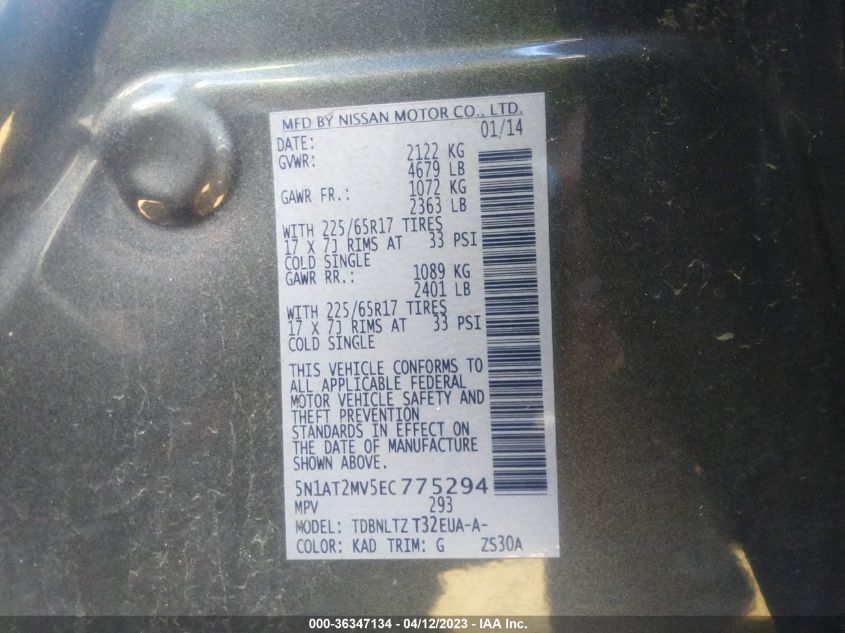 MFD BY NISSAN MOTOR CO., LTD.
DATE: 01/14
GVWR: 2122 KG
4679 LB
GAWR FR.: 1072 KG
2363 LB
WITH 225/65R17 TIRES
17 X 7J RIMS AT 33 PSI
COLD SINGLE
GAWR RR.: 1089 KG
2401 LB
WITH 225/65R17 TIRES
17 X 7J RIMS AT 33 PSI
COLD SINGLE
THIS VEHICLE CONFORMS TO
ALL APPLICABLE FEDERAL
MOTOR VEHICLE SAFETY AND
THEFT PREVENTION
STANDARDS IN EFFECT ON
THE DATE OF MANUFACTURE
SHOWN ABOVE.
5N1AT2MV5EC775294
MPV 293
MODEL: TDBNLTZ T32EUA-A-
COLOR: KAD TRIM: G ZS30A
000-36347134 - 04/12/2023 - IAA Inc.